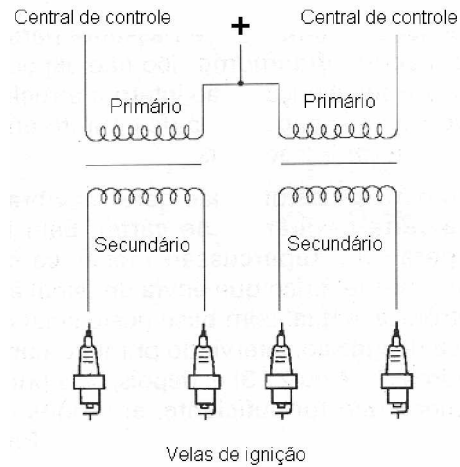 Central de controle
+
Central de controle
Primário
Primário
Secundário
Secundário
Velas de ignição